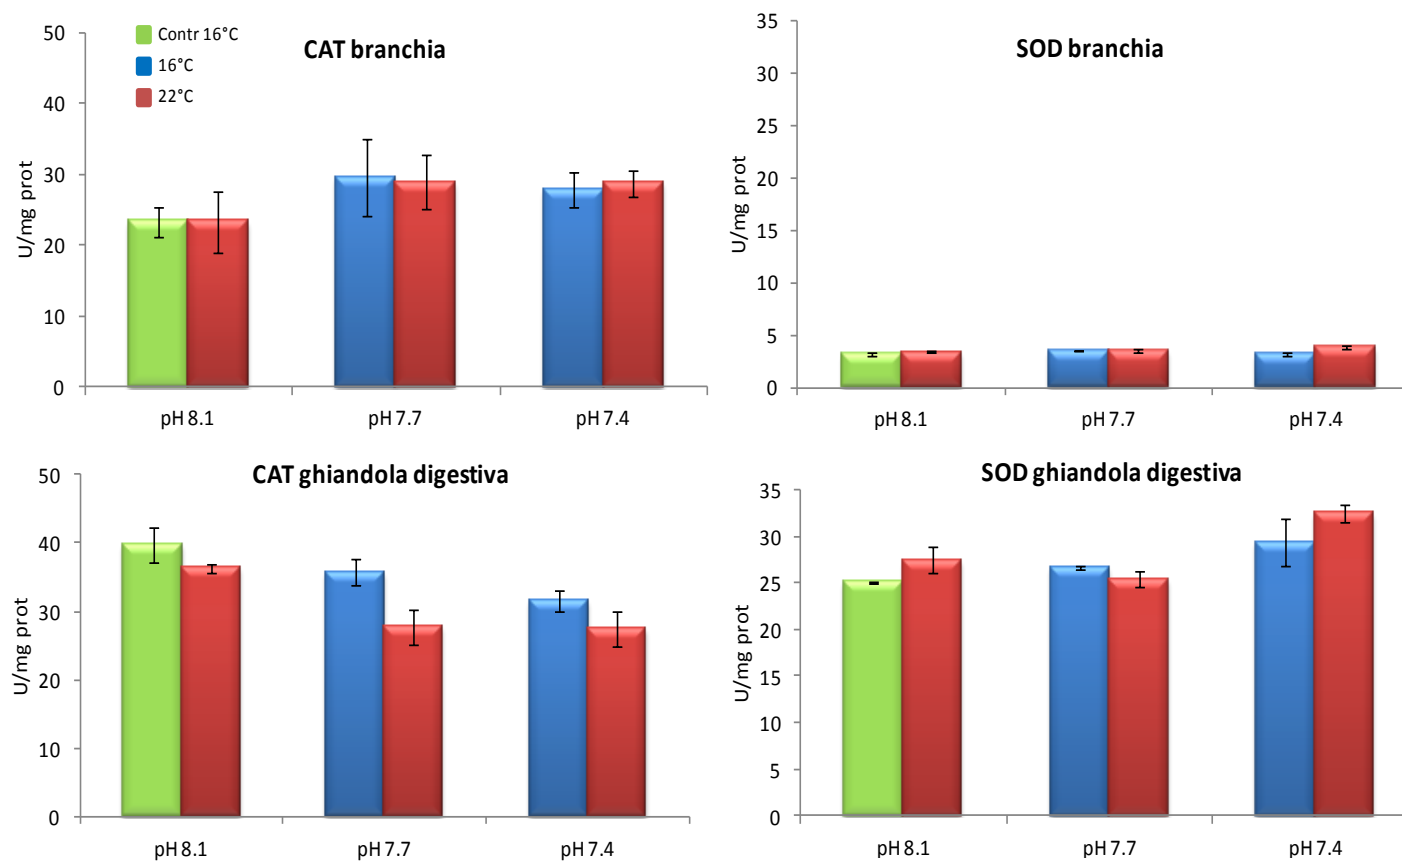 CAT branchia
Contr 16°C
16°C
22°C
U/mg prot
50
40
30
20
10
0
pH 8.1
pH 7.7
pH 7.4
SOD branchia
U/mg prot
35
30
25
20
15
10
5
0
pH 8.1
pH 7.7
pH 7.4
CAT ghiandola digestiva
U/mg prot
50
40
30
20
10
0
pH 8.1
pH 7.7
pH 7.4
SOD ghiandola digestiva
U/mg prot
35
30
25
20
15
10
5
0
pH 8.1
pH 7.7
pH 7.4